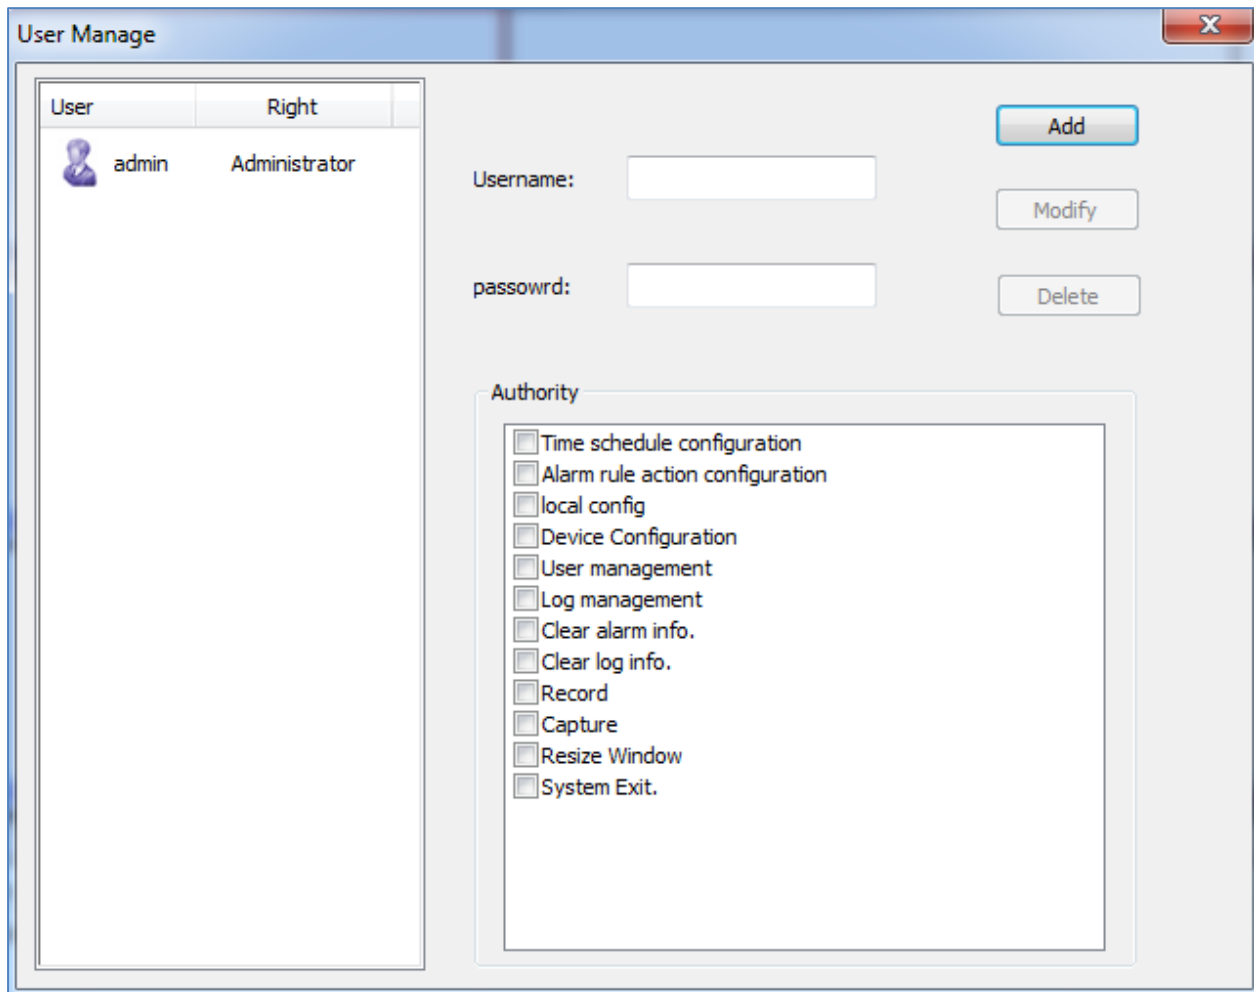 User Manage
User Right
admin Administrator
Username:
passowrd:
Add
Modify
Delete
Authority
Time schedule configuration
Alarm rule action configuration
local config
Device Configuration
User management
Log management
Clear alarm info.
Clear log info.
Record
Capture
Resize Window
System Exit.